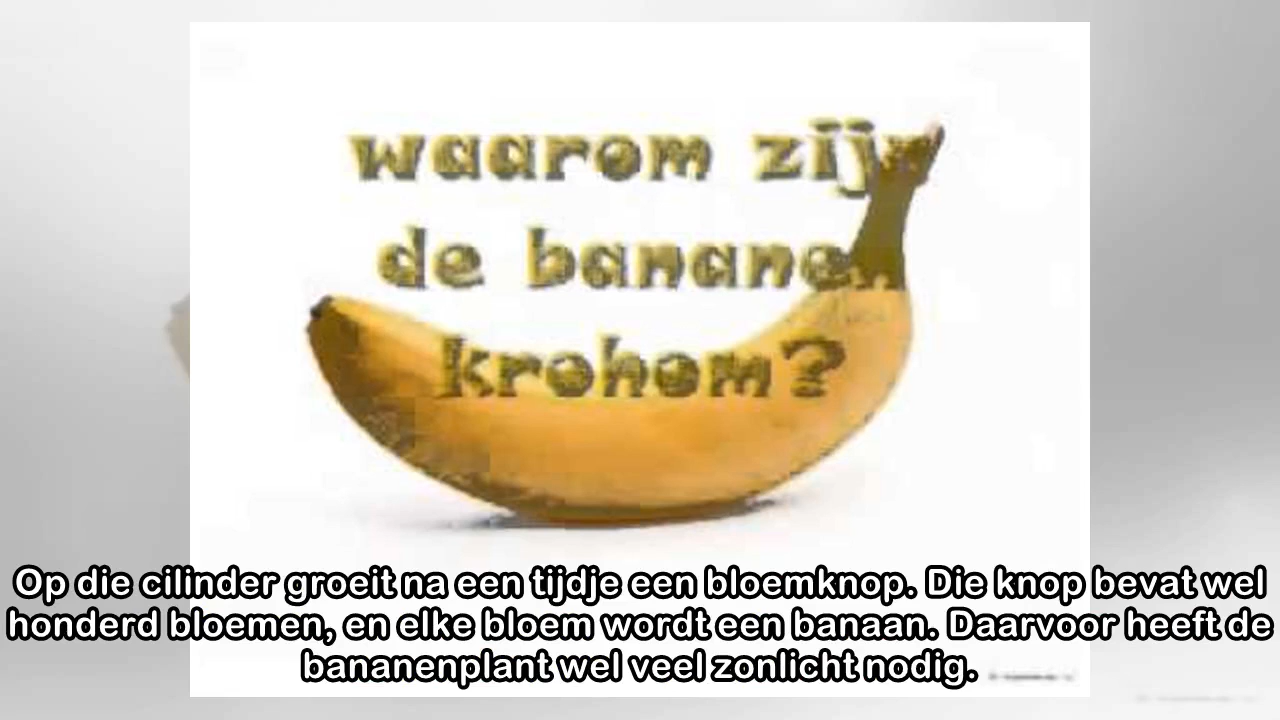 waarom zijn
de bananen
krohom?
Op die cilinder groeit na een tijdje een bloemknop. Die knop bevat wel
honderd bloemen, en elke bloem wordt een banaan. Daarvoor heeft de
bananenplant wel veel zonlicht nodig.